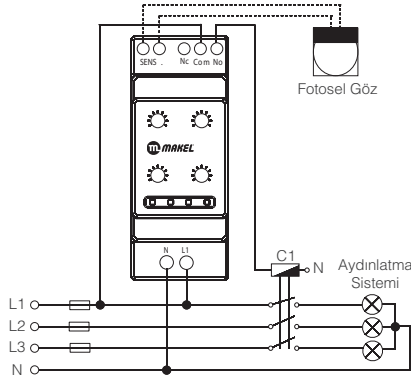 SENS . Nc Com No
Fotosel Göz
MAKEL
N L1
C1
N
Aydınlatma
Sistemi
L1
L2
L3
N